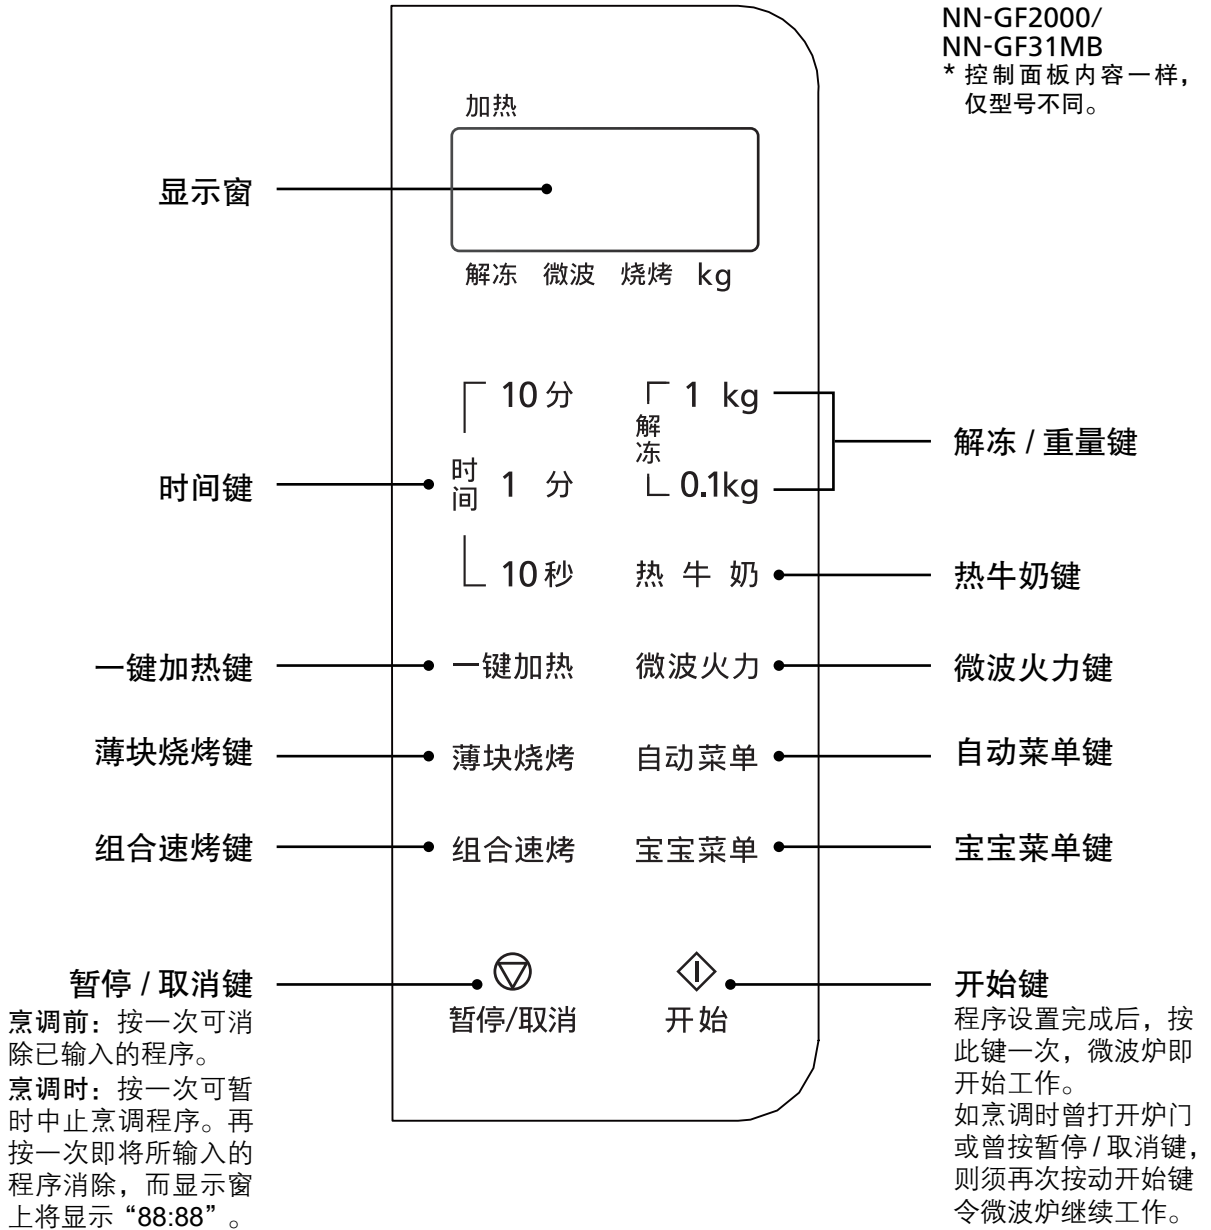 NN-GF2000/
NN-GF31MB
* 控制面板内容一样，
仅型号不同。
加热
显示窗
解冻 微波 烧烤 kg
时间键
时间
10分
1 分
10秒
解冻
1 kg
0.1kg
解冻 / 重量键
热牛奶
热牛奶键
一键加热键
一键加热
微波火力
微波火力键
薄块烧烤键
薄块烧烤
自动菜单
自动菜单键
组合速烤键
组合速烤
宝宝菜单
宝宝菜单键
暂停 / 取消键
烹调前：按一次可消
除已输入的程序。
烹调时：按一次可暂
时中止烹调程序。再
按一次即将所输入的
程序消除，而显示窗
上将显示“88:88”。
暂停/取消
开始
开始键
程序设置完成后，按
此键一次，微波炉即
开始工作。
如烹调时曾打开炉门
或曾按暂停 / 取消键，
则须再次按动开始键
令微波炉继续工作。